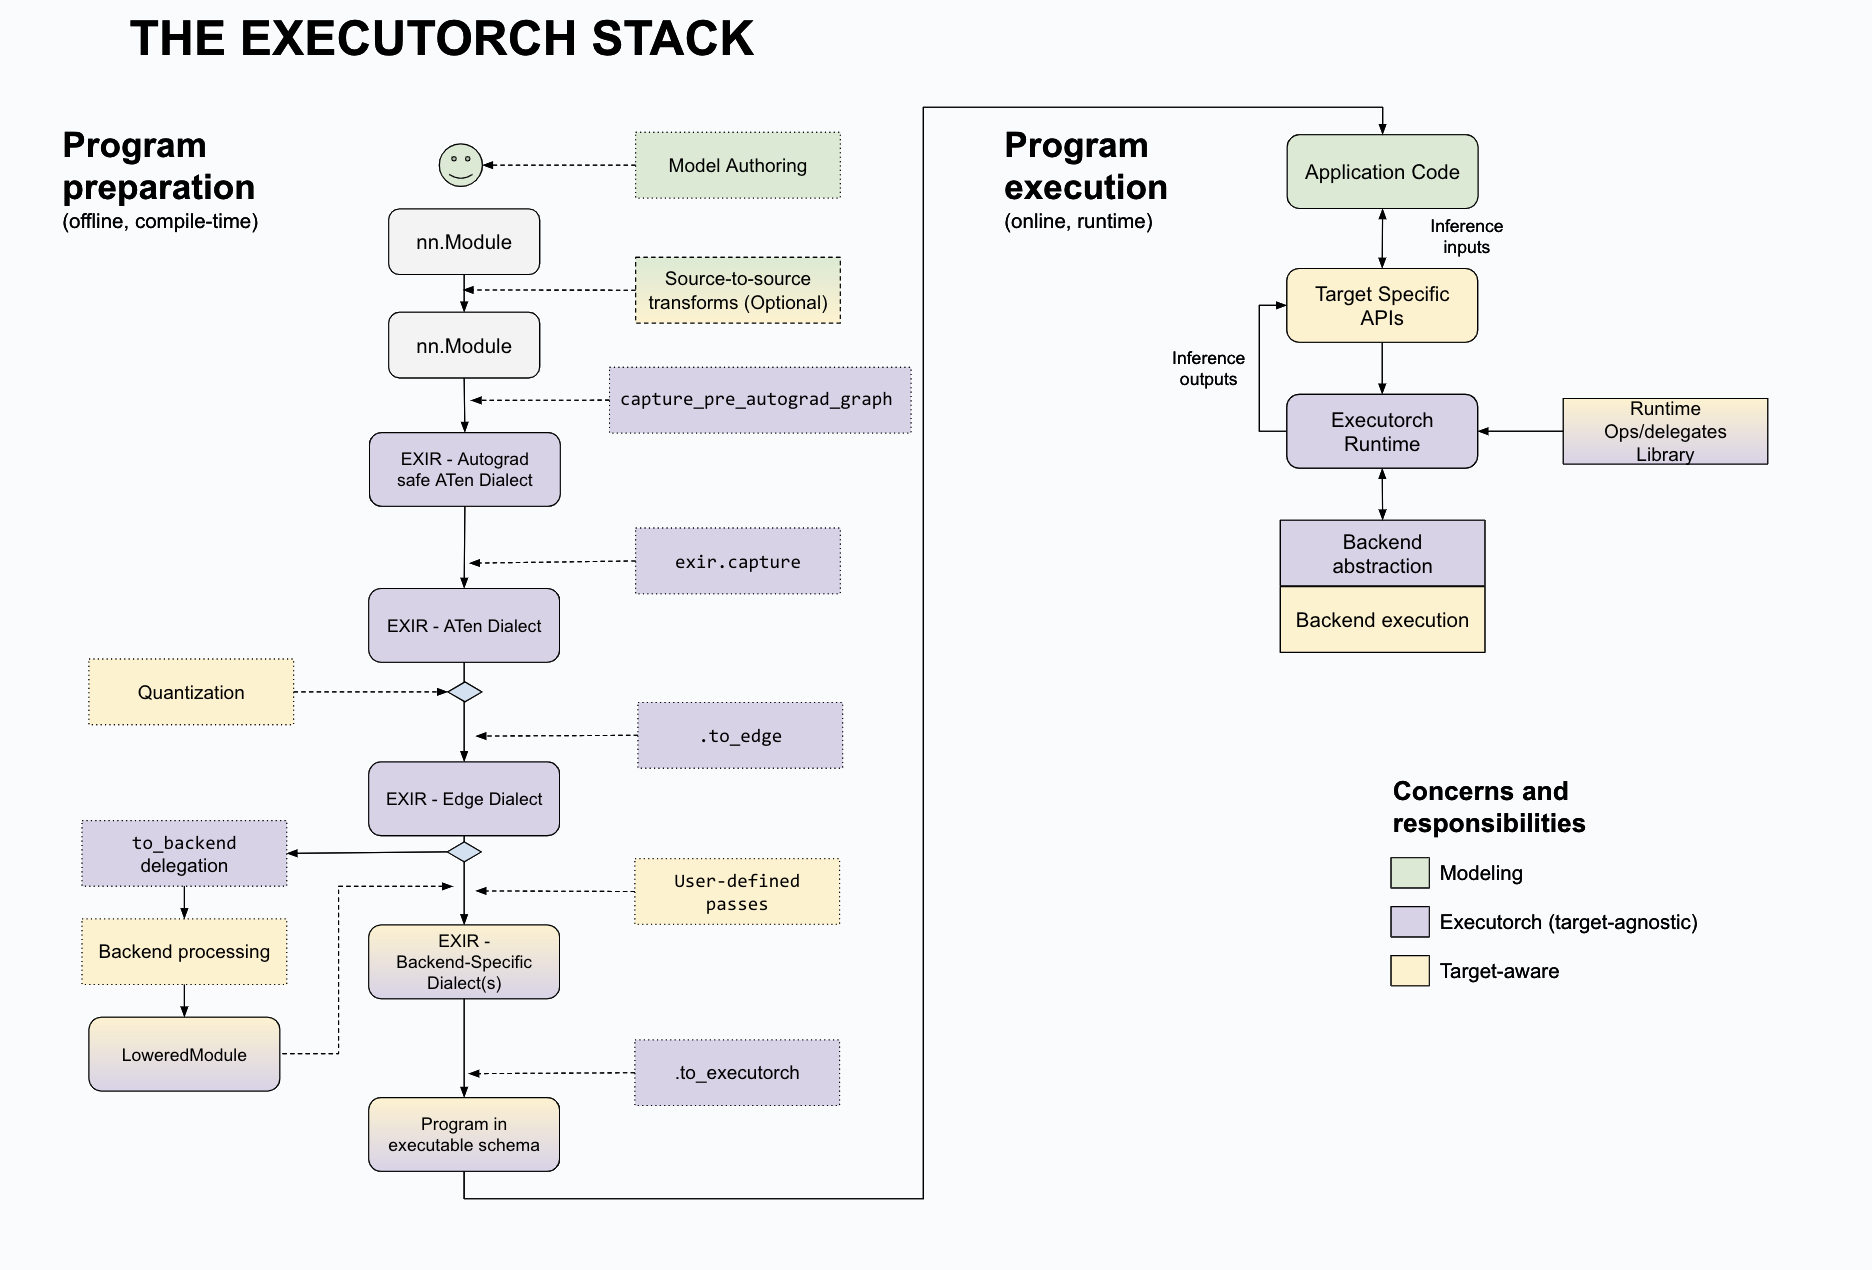 THE EXECUTORCH STACK
Program
preparation
(offline, compile-time)
Model Authoring
nn.Module
Source-to-source
transforms (Optional)
nn.Module
capture_pre_autograd_graph
EXIR - Autograd
safe ATen Dialect
exir.capture
EXIR - ATen Dialect
Quantization
.to_edge
EXIR - Edge Dialect
to_backend
delegation
User-defined
passes
Backend processing
EXIR -
Backend-Specific
Dialect(s)
LoweredModule
.to_executorch
Program in
executable schema
Program
execution
(online, runtime)
Application Code
Inference
inputs
Target Specific
APIs
Inference
outputs
Executorch
Runtime
Runtime
Ops/delegates
Library
Backend
abstraction
Backend execution
Concerns and
responsibilities
Modeling
Executorch (target-agnostic)
Target-aware